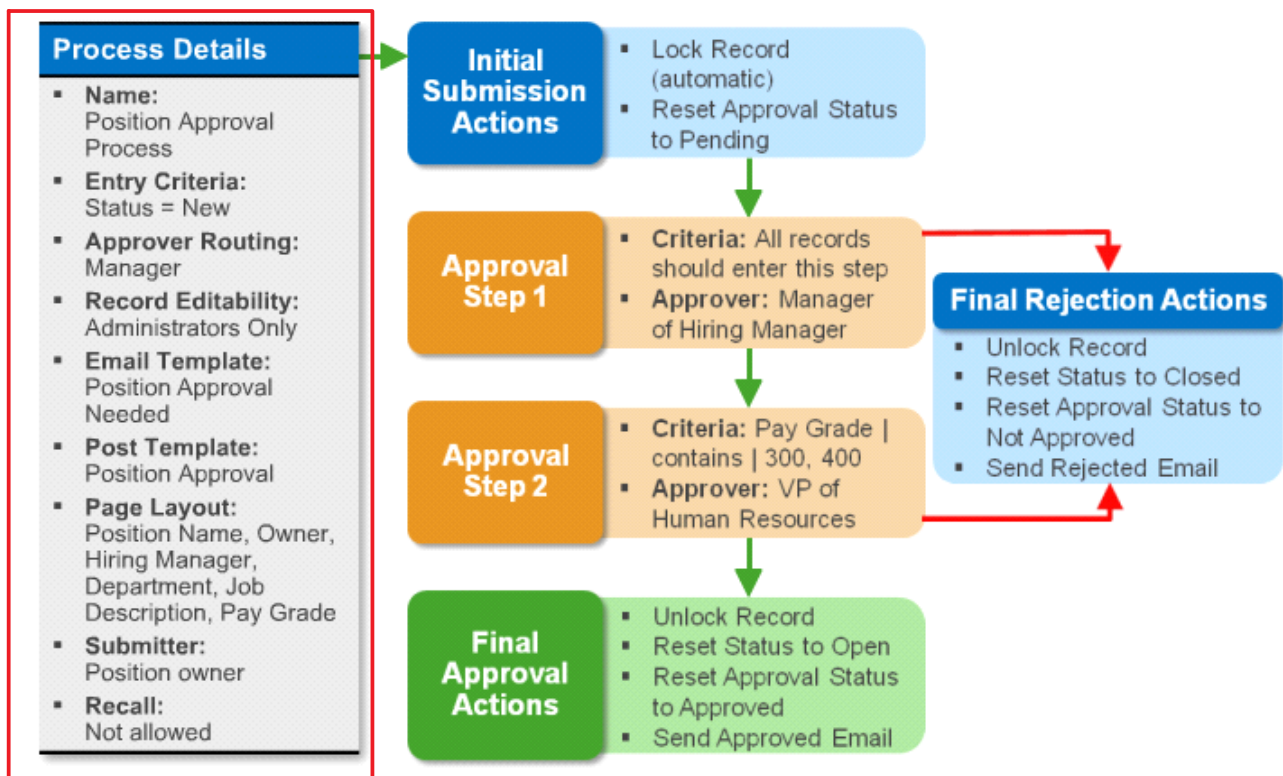 Process Details
▪ Name:
Position Approval
Process
▪ Entry Criteria:
Status = New
▪ Approver Routing:
Manager
▪ Record Editability:
Administrators Only
▪ Email Template:
Position Approval
Needed
▪ Post Template:
Position Approval
▪ Page Layout:
Position Name, Owner,
Hiring Manager,
Department, Job
Description, Pay Grade
▪ Submitter:
Position owner
▪ Recall:
Not allowed
Initial
Submission
Actions
▪ Lock Record
(automatic)
▪ Reset Approval Status
to Pending
Approval
Step 1
▪ Criteria: All records
should enter this step
▪ Approver: Manager
of Hiring Manager
Approval
Step 2
▪ Criteria: Pay Grade |
contains | 300, 400
▪ Approver: VP of
Human Resources
Final
Approval
Actions
▪ Unlock Record
▪ Reset Status to Open
▪ Reset Approval Status
to Approved
▪ Send Approved Email
Final Rejection Actions
▪ Unlock Record
▪ Reset Status to Closed
▪ Reset Approval Status to
Not Approved
▪ Send Rejected Email